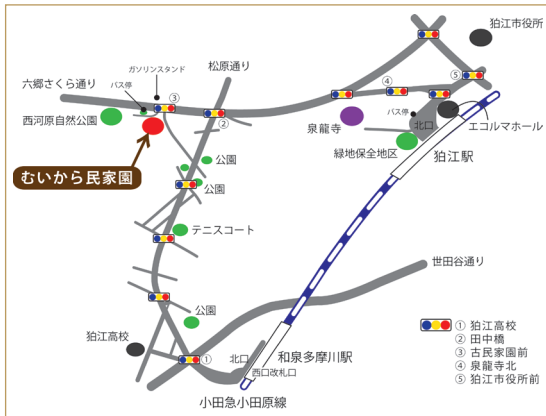 狛江市役所
松原通り
ガソリンスタンド
六郷さくら通り
バス停
③
④
⑤
西河原自然公園
②
泉龍寺
バス停
北口
エコルマホール
緑地保全地区
狛江駅
公園
むいから民家園
公園
テニスコート
世田谷通り
公園
狛江高校
①
北口
和泉多摩川駅
西口改札口
小田急小田原線
① 狛江高校
② 田中橋
③ 古民家園前
④ 泉龍寺北
⑤ 狛江市役所前